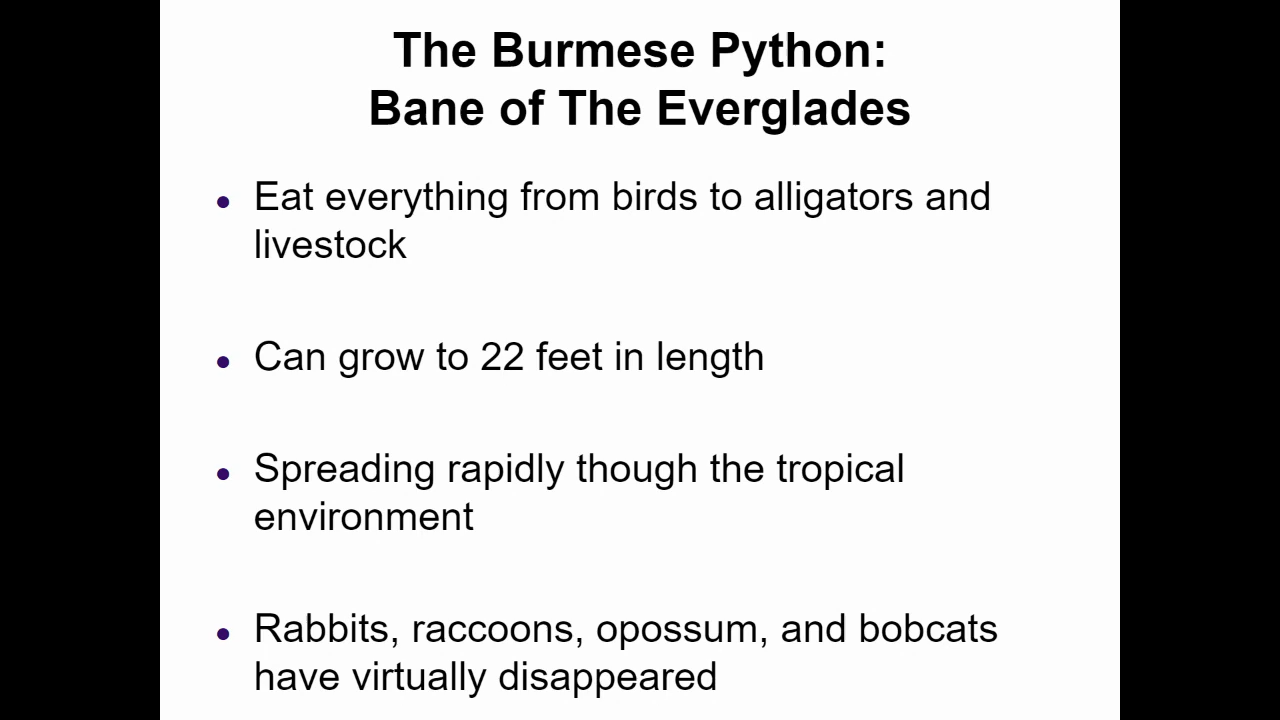 The Burmese Python:
Bane of The Everglades
• Eat everything from birds to alligators and
livestock
• Can grow to 22 feet in length
• Spreading rapidly though the tropical
environment
• Rabbits, raccoons, opossum, and bobcats
have virtually disappeared